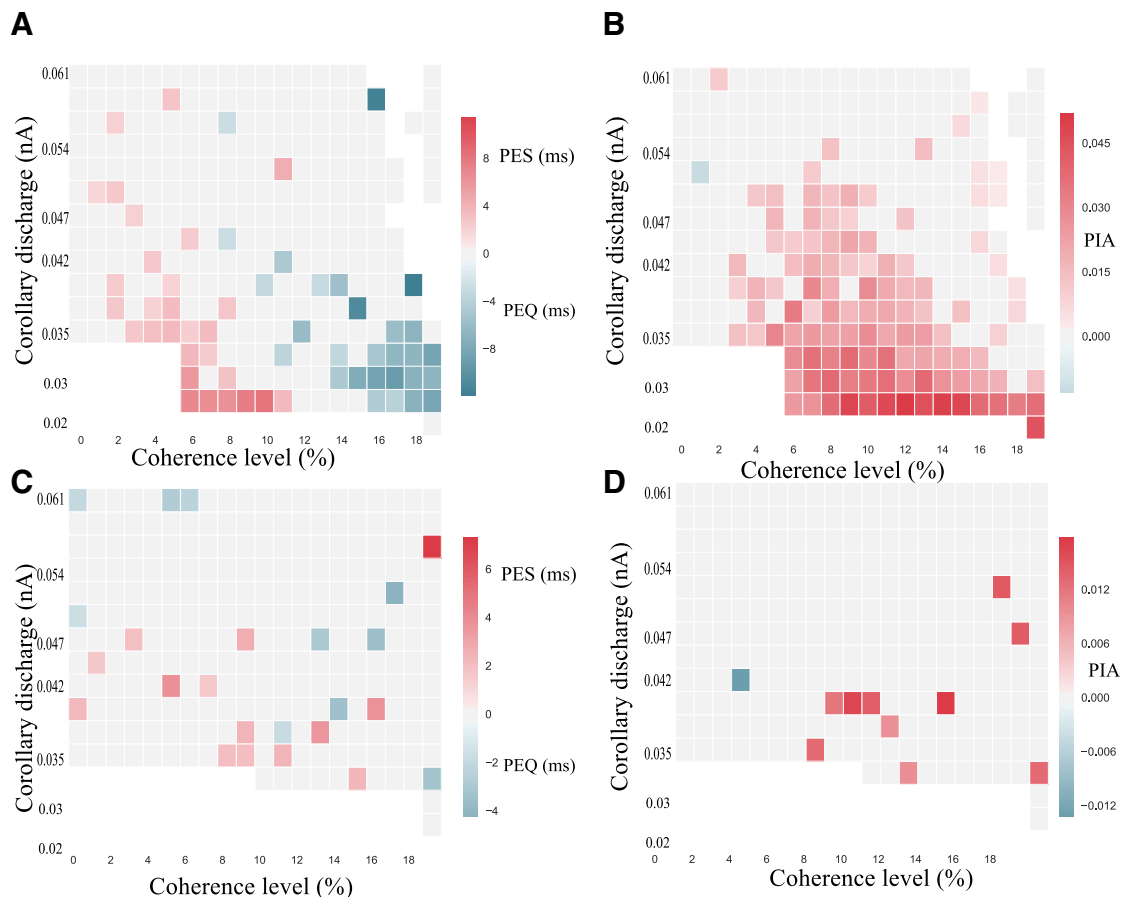 A
0.061
0.054
0.047
0.042
0.035
0.03
0.02
Corollary discharge (nA)
0 2 4 6 8 10 12 14 16 18
Coherence level (%)
8
4
0
−4
−8
PES (ms)
PEQ (ms)
B
0.061
0.054
0.047
0.042
0.035
0.03
0.02
Corollary discharge (nA)
0 2 4 6 8 10 12 14 16 18
Coherence level (%)
0.045
0.030
0.015
0.000
PIA
C
0.061
0.054
0.047
0.042
0.035
0.03
0.02
Corollary discharge (nA)
0 2 4 6 8 10 12 14 16 18
Coherence level (%)
6
4
2
0
−2
−4
PES (ms)
PEQ (ms)
D
0.061
0.054
0.047
0.042
0.035
0.03
0.02
Corollary discharge (nA)
0 2 4 6 8 10 12 14 16 18
Coherence level (%)
0.012
0.006
0.000
−0.006
−0.012
PIA